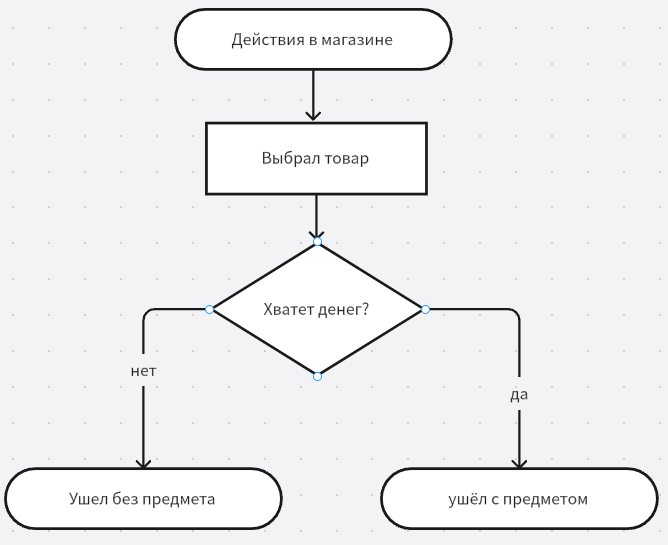 Действия в магазине
Выбрал товар
Хватет денег?
нет
да
Ушел без предмета
ушёл с предметом